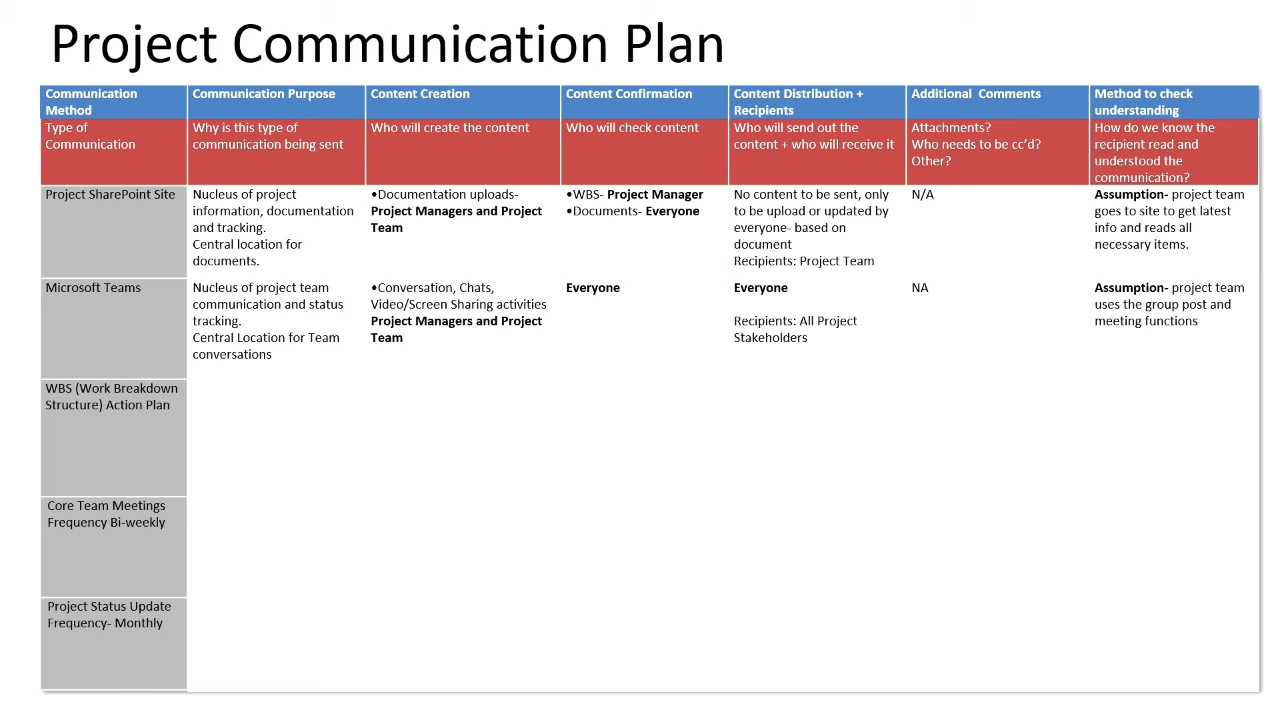 Project Communication Plan
Communication
Method
Communication Purpose
Content Creation
Content Confirmation
Content Distribution +
Recipients
Additional  Comments
Method to check
understanding
Type of
Communication
Why is this type of
communication being sent
Who will create the content
Who will check content
Who will send out the
content + who will receive it
Attachments?
Who needs to be cc’d?
Other?
How do we know the
recipient read and
understood the
communication?
Project SharePoint Site
Nucleus of project
information, documentation
and tracking.
Central location for
documents.
•Documentation uploads-
Project Managers and Project
Team
•WBS- Project Manager
•Documents- Everyone
No content to be sent, only
to be upload or updated by
everyone- based on
document
Recipients: Project Team
N/A
Assumption- project team
goes to site to get latest
info and reads all
necessary items.
Microsoft Teams
Nucleus of project team
communication and status
tracking.
Central Location for Team
conversations
•Conversation, Chats,
Video/Screen Sharing activities
Project Managers and Project
Team
Everyone
Everyone
Recipients: All Project
Stakeholders
NA
Assumption- project team
uses the group post and
meeting functions
WBS (Work Breakdown
Structure) Action Plan
Core Team Meetings
Frequency Bi-weekly
Project Status Update
Frequency- Monthly